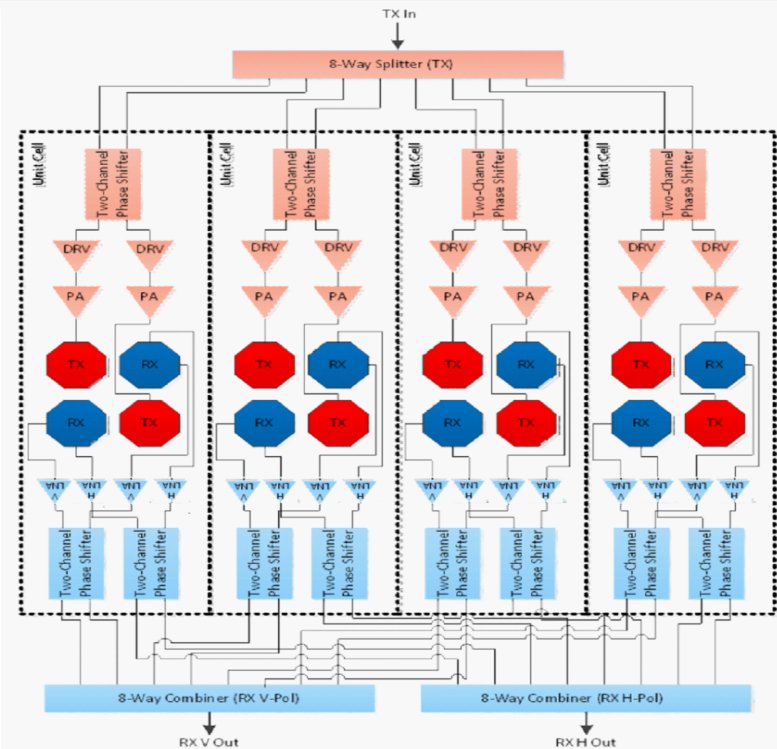 TX In
8-Way Splitter (TX)
Unit Cell
Two-Channel
Phase Shifter
Unit Cell
Two-Channel
Phase Shifter
Unit Cell
Two-Channel
Phase Shifter
Unit Cell
Two-Channel
Phase Shifter
DRV
DRV
DRV
DRV
DRV
DRV
DRV
DRV
PA
PA
PA
PA
PA
PA
PA
PA
TX
RX
TX
RX
TX
RX
TX
RX
RX
TX
RX
TX
RX
TX
RX
TX
LNA
V
LNA
H
LNA
V
LNA
H
LNA
V
LNA
H
LNA
V
LNA
H
LNA
V
LNA
H
LNA
V
LNA
H
LNA
V
LNA
H
LNA
V
LNA
H
Two-Channel
Phase Shifter
Two-Channel
Phase Shifter
Two-Channel
Phase Shifter
Two-Channel
Phase Shifter
Two-Channel
Phase Shifter
Two-Channel
Phase Shifter
Two-Channel
Phase Shifter
Two-Channel
Phase Shifter
8-Way Combiner (RX V-Pol)
8-Way Combiner (RX H-Pol)
RX V Out
RX H Out